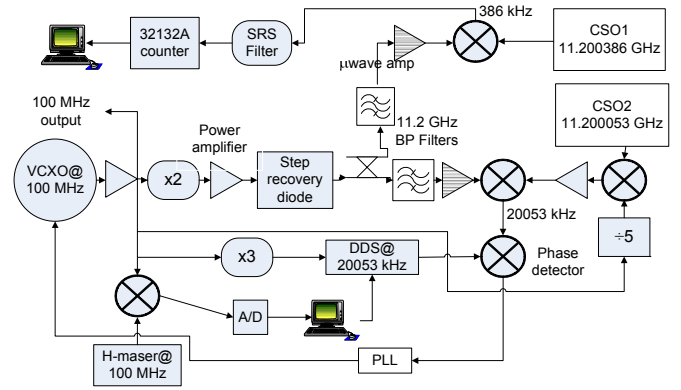 386 kHz
32132A
counter
SRS
Filter
CSO1
11.200386 GHz
μwave amp
100 MHz
output
11.2 GHz
BP Filters
CSO2
11.200053 GHz
Power
amplifier
VCXO@
100 MHz
x2
Step
recovery
diode
20053 kHz
÷5
x3
DDS@
20053 kHz
Phase
detector
A/D
H-maser@
100 MHz
PLL